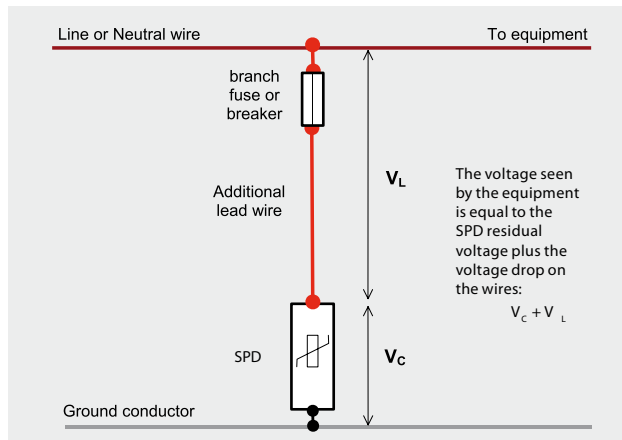 Line or Neutral wire
To equipment
branch
fuse or
breaker
Additional
lead wire
VL
The voltage seen
by the equipment
is equal to the
SPD residual
voltage plus the
voltage drop on
the wires:
VC + V L
SPD
VC
Ground conductor